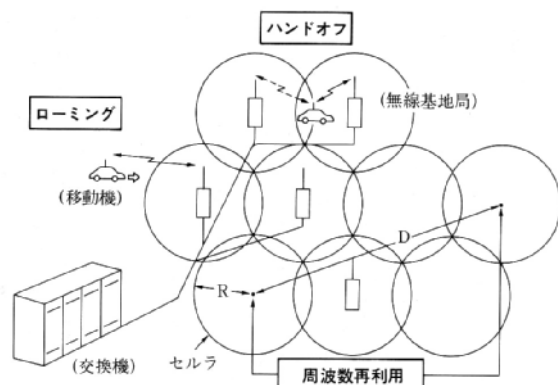 ハンドオフ
ローミング
(無線基地局)
(移動機)
D
R
(交換機)
セルラ
周波数再利用